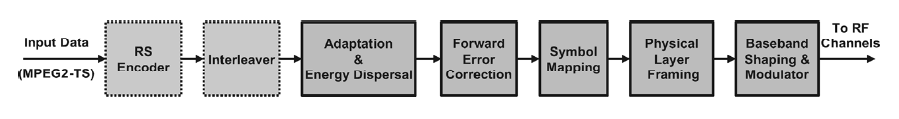 Input Data
(MPEG2-TS)
RS
Encoder
Interleaver
Adaptation
&
Energy Dispersal
Forward
Error
Correction
Symbol
Mapping
Physical
Layer
Framing
Baseband
Shaping &
Modulator
To RF
Channels